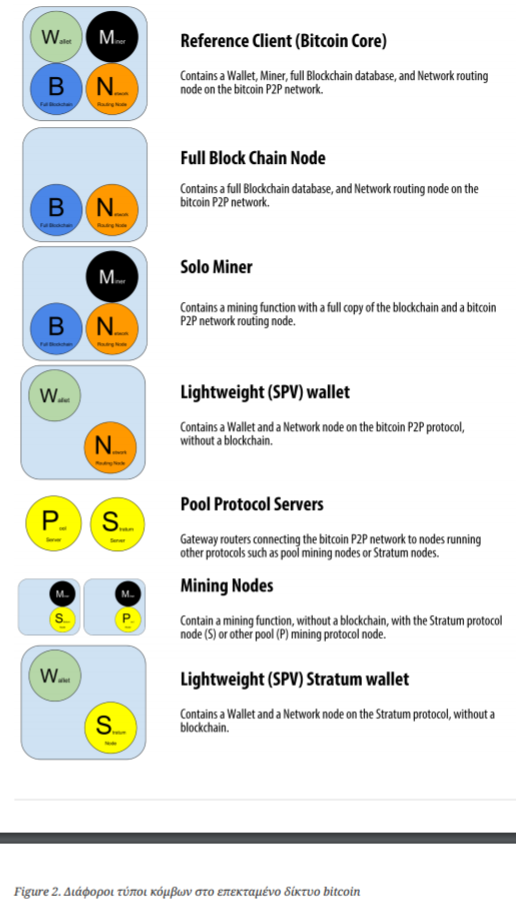 Wallet
Miner
B
Full Blockchain
Network
Routing Node
Reference Client (Bitcoin Core)
Contains a Wallet, Miner, full Blockchain database, and Network routing
node on the bitcoin P2P network.
B
Full Blockchain
Network
Routing Node
Full Block Chain Node
Contains a full Blockchain database, and Network routing node on the
bitcoin P2P network.
Miner
B
Full Blockchain
Network
Routing Node
Solo Miner
Contains a mining function with a full copy of the blockchain and a bitcoin
P2P network routing node.
Wallet
Network
Routing Node
Lightweight (SPV) wallet
Contains a Wallet and a Network node on the bitcoin P2P protocol,
without a blockchain.
Pool
Server
Stratum
Server
Pool Protocol Servers
Gateway routers connecting the bitcoin P2P network to nodes running
other protocols such as pool mining nodes or Stratum nodes.
M
S
M
P
Mining Nodes
Contain a mining function, without a blockchain, with the Stratum protocol
node (S) or other pool (P) mining protocol node.
Wallet
Stratum
Node
Lightweight (SPV) Stratum wallet
Contains a Wallet and a Network node on the Stratum protocol, without a
blockchain.
Figure 2. Διάφοροι τύποι κόμβων στο επεκταμένο δίκτυο bitcoin